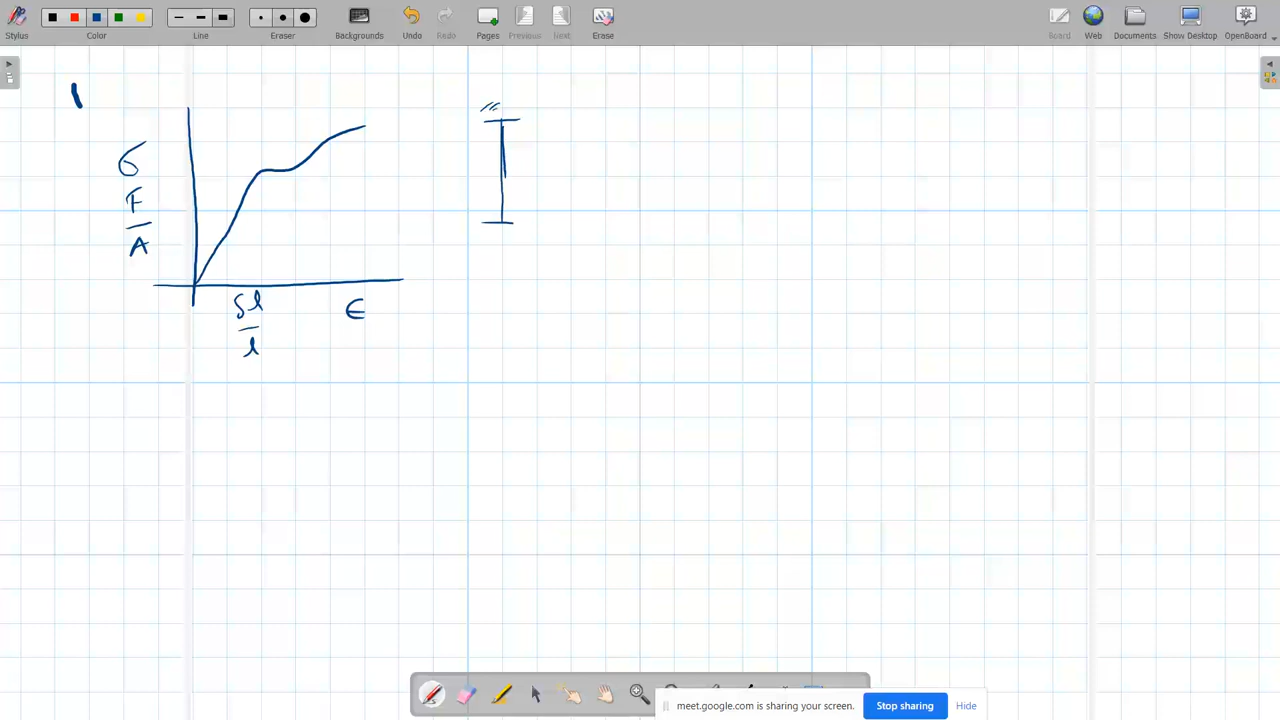 Stylus Color Line Eraser Backgrounds Undo Redo Pages Previous Next Erase Board Web Documents Show Desktop OpenBoard
σ
F
A
δl
l
ϵ
meet.google.com is sharing your screen. Stop sharing Hide